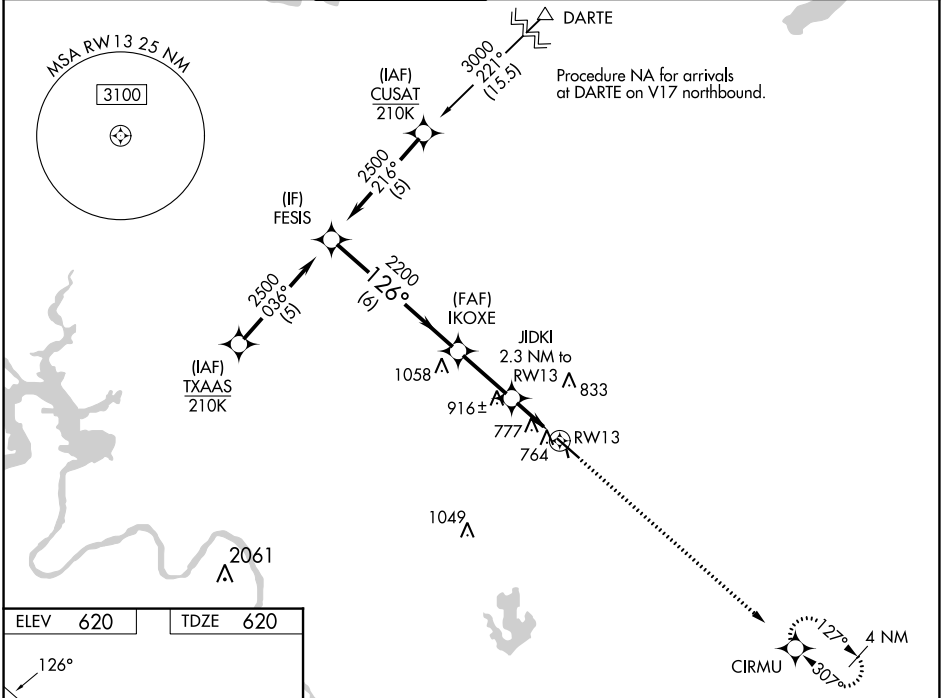 MSA RW13 25 NM
3100
DARTE
3000
221°
(15.5)
Procedure NA for arrivals
at DARTE on V17 northbound.
(IAF)
CUSAT
210K
2500
216°
(5)
(IF)
FESIS
2500
036°
(5)
(IAF)
TXAAS
210K
2200
126°
(6)
(FAF)
IKOXE
1058
JIDKI
2.3 NM to
RW13
833
916±
777
764
RW13
1049
2061
ELEV 620
TDZE 620
126°
127°
4 NM
307°
CIRMU